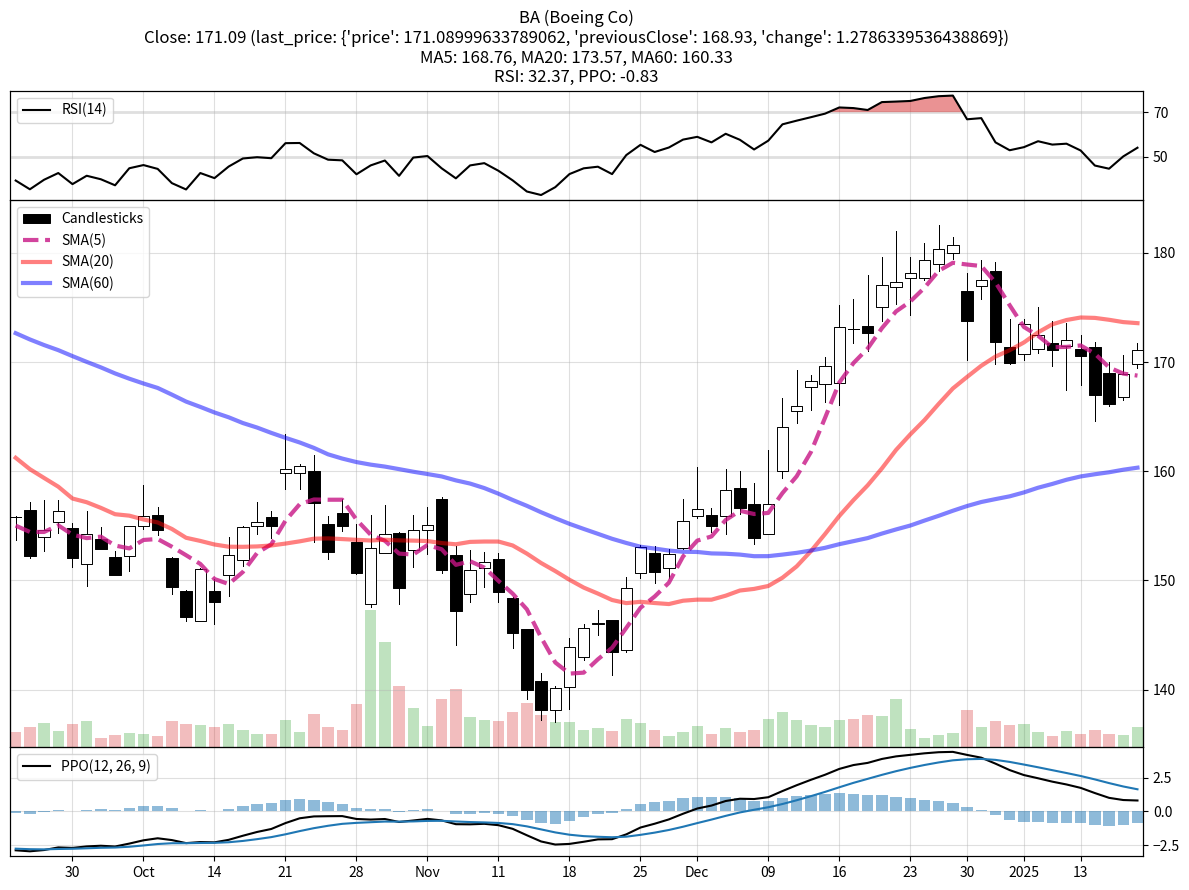 BA (Boeing Co)
Close: 171.09 (last_price: {'price': 171.08999633789062, 'previousClose': 168.93, 'change': 1.2786339536438869})
MA5: 168.76, MA20: 173.57, MA60: 160.33
RSI: 32.37, PPO: -0.83
RSI(14)
70
50
Candlesticks
SMA(5)
SMA(20)
SMA(60)
180
170
160
150
140
PPO(12, 26, 9)
2.5
0.0
−2.5
30 Oct 14 21 28 Nov 11 18 25 Dec 09 16 23 30 2025 13